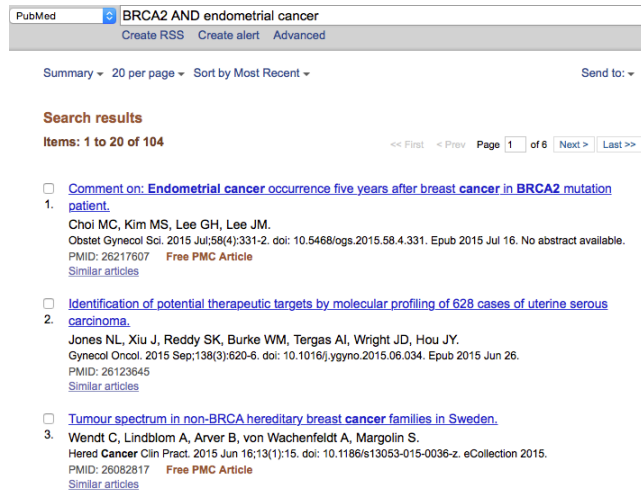 PubMed BRCA2 AND endometrial cancer
Create RSS Create alert Advanced
Summary 20 per page Sort by Most Recent Send to:
Search results
Items: 1 to 20 of 104 << First < Prev Page 1 of 6 Next > Last >>
Comment on: Endometrial cancer occurrence five years after breast cancer in BRCA2 mutation
1. patient.
Choi MC, Kim MS, Lee GH, Lee JM.
Obstet Gynecol Sci. 2015 Jul;58(4):331-2. doi: 10.5468/ogs.2015.58.4.331. Epub 2015 Jul 16. No abstract available.
PMID: 26217607 Free PMC Article
Similar articles
Identification of potential therapeutic targets by molecular profiling of 628 cases of uterine serous
2. carcinoma.
Jones NL, Xiu J, Reddy SK, Burke WM, Tergas AI, Wright JD, Hou JY.
Gynecol Oncol. 2015 Sep;138(3):620-6. doi: 10.1016/j.ygyno.2015.06.034. Epub 2015 Jun 26.
PMID: 26123645
Similar articles
Tumour spectrum in non-BRCA hereditary breast cancer families in Sweden.
3. Wendt C, Lindblom A, Arver B, von Wachenfeldt A, Margolin S.
Hered Cancer Clin Pract. 2015 Jun 16;13(1):15. doi: 10.1186/s13053-015-0036-z. eCollection 2015.
PMID: 26082817 Free PMC Article
Similar articles